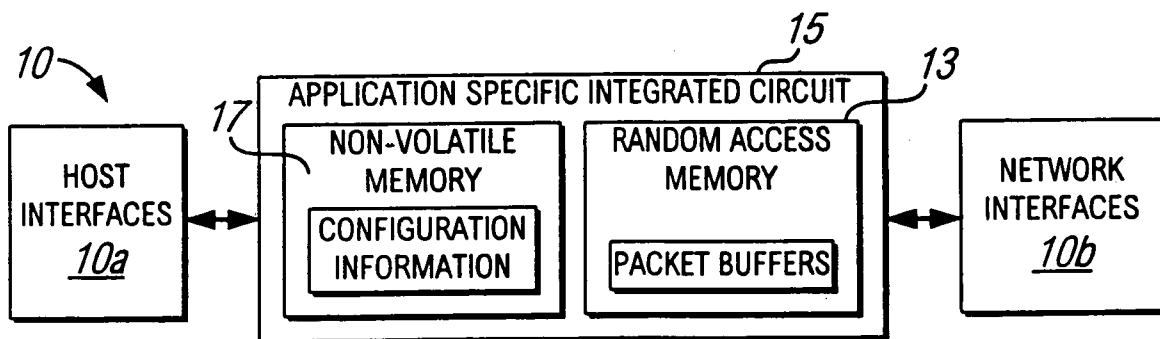 10
HOST
INTERFACES
10a
15
APPLICATION SPECIFIC INTEGRATED CIRCUIT
17
NON-VOLATILE
MEMORY
CONFIGURATION
INFORMATION
13
RANDOM ACCESS
MEMORY
PACKET BUFFERS
NETWORK
INTERFACES
10b